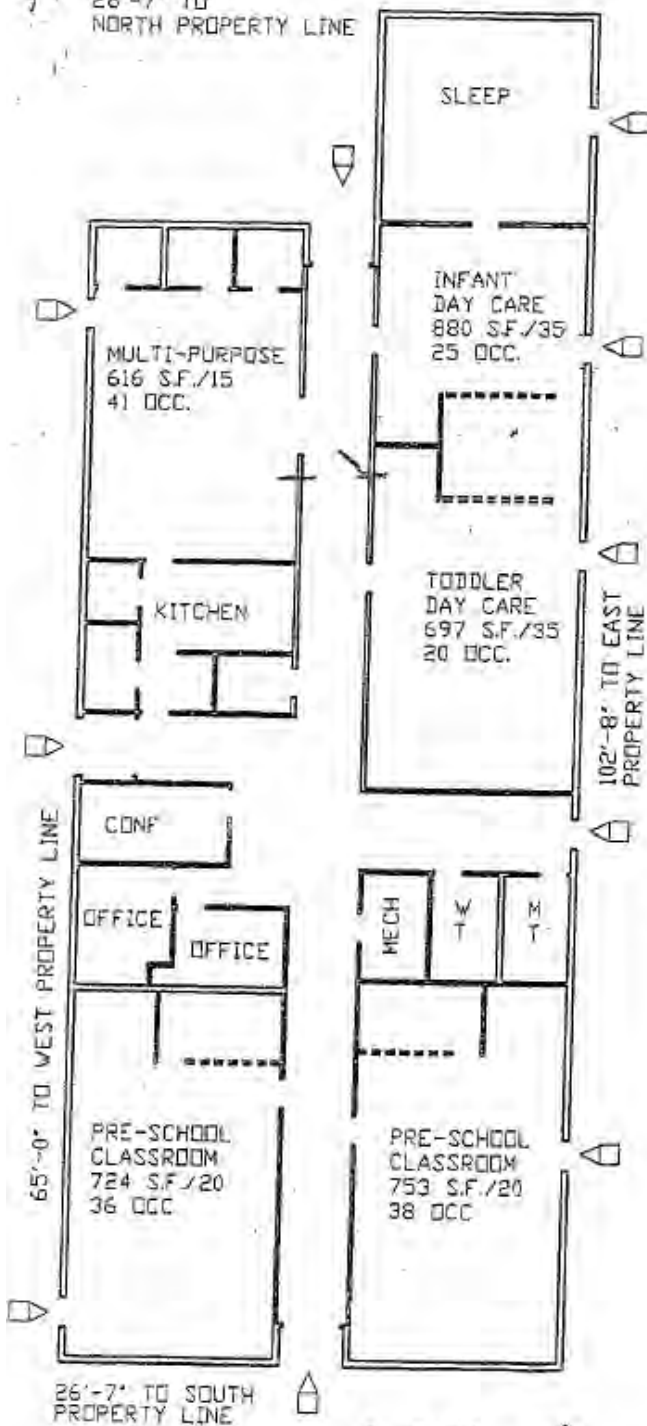 NORTH PROPERTY LINE
SLEEP
INFANT
DAY CARE
880 S.F./35
25 OCC.
MULTI-PURPOSE
616 S.F./15
41 OCC.
KITCHEN
TODDLER
DAY CARE
697 S.F./35
20 OCC.
102'-8" TO EAST
PROPERTY LINE
CONF
OFFICE
OFFICE
MECH
W
T
M
T
65'-0" TO WEST PROPERTY LINE
PRE-SCHOOL
CLASSROOM
724 S.F./20
36 OCC
PRE-SCHOOL
CLASSROOM
753 S.F./20
38 OCC
26'-7" TO SOUTH
PROPERTY LINE